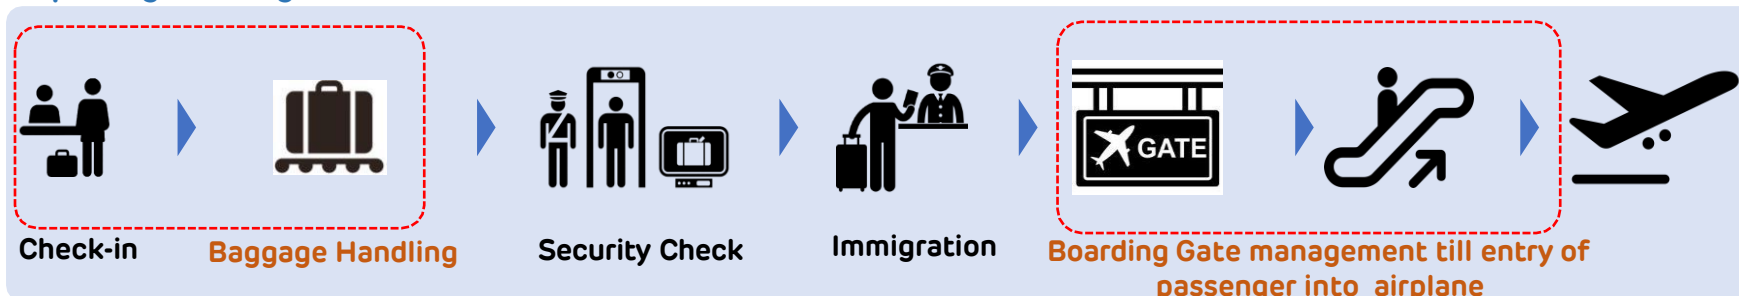 GATE
Check-in
Baggage Handling
Security Check
Immigration
Boarding Gate management till entry of
passenger into airplane